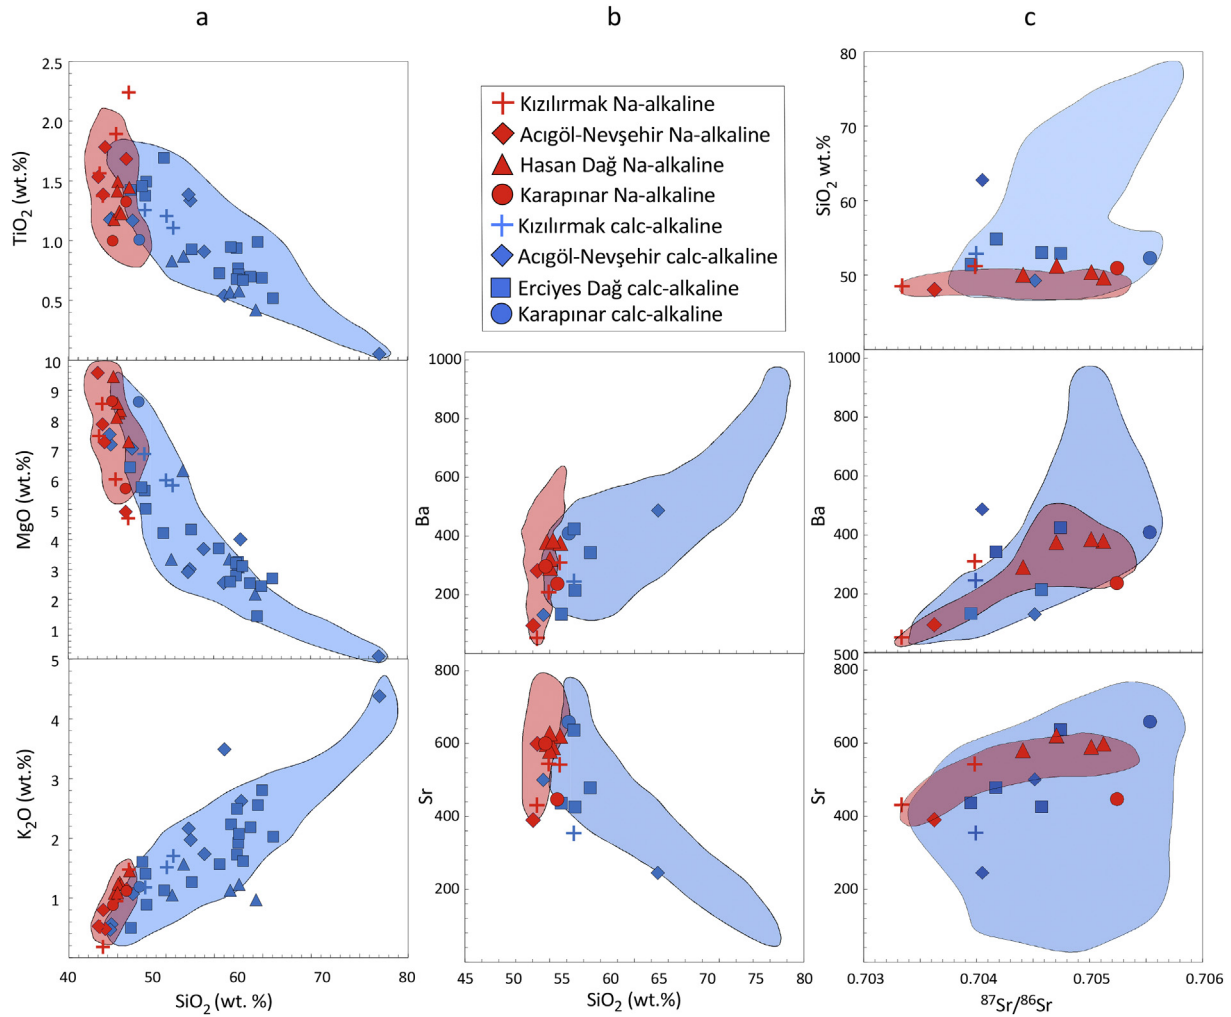 a
b
c
2.5
2.0
1.5
1.0
0.5
TiO2 (wt.%)
10
9
8
7
6
5
4
3
2
1
MgO (wt.%)
5
4
3
2
1
K2O (wt.%)
40
50
60
70
80
SiO2 (wt. %)
Kızılırmak Na-alkaline
Acıgöl-Nevşehir Na-alkaline
Hasan Dağ Na-alkaline
Karapınar Na-alkaline
Kızılırmak calc-alkaline
Acıgöl-Nevşehir calc-alkaline
Erciyes Dağ calc-alkaline
Karapınar calc-alkaline
1000
800
600
400
200
Ba
800
600
400
200
Sr
45
50
52
55
65
70
75
80
SiO2 (wt.%)
80
70
60
50
SiO2 wt.%
800
600
400
200
500
Ba
800
600
400
200
Sr
0.703
0.704
0.705
0.706
87Sr/86Sr